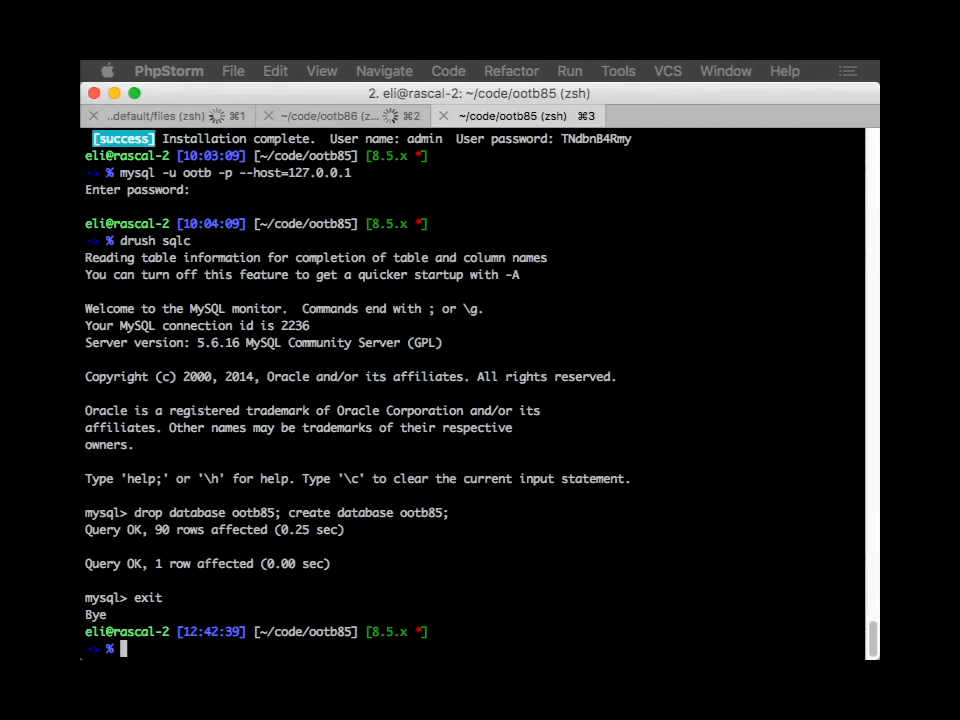 PhpStorm File Edit View Navigate Code Refactor Run Tools VCS Window Help
2. eli@rascal-2: ~/code/ootb85 (zsh)
..default/files (zsh) ⌘1 ~/code/ootb86 (z... ⌘2 ~/code/ootb85 (zsh) ⌘3
[success] Installation complete.  User name: admin  User password: TNdbnB4Rmy
eli@rascal-2 [10:03:09] [~/code/ootb85] [8.5.x *]
-> % mysql -u ootb -p --host=127.0.0.1
Enter password:
eli@rascal-2 [10:04:09] [~/code/ootb85] [8.5.x *]
-> % drush sqlc
Reading table information for completion of table and column names
You can turn off this feature to get a quicker startup with -A
Welcome to the MySQL monitor.  Commands end with ; or \g.
Your MySQL connection id is 2236
Server version: 5.6.16 MySQL Community Server (GPL)
Copyright (c) 2000, 2014, Oracle and/or its affiliates. All rights reserved.
Oracle is a registered trademark of Oracle Corporation and/or its
affiliates. Other names may be trademarks of their respective
owners.
Type 'help;' or '\h' for help. Type '\c' to clear the current input statement.
mysql> drop database ootb85; create database ootb85;
Query OK, 90 rows affected (0.25 sec)
Query OK, 1 row affected (0.00 sec)
mysql> exit
Bye
eli@rascal-2 [12:42:39] [~/code/ootb85] [8.5.x *]
-> %